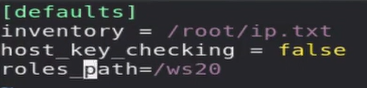 [defaults]
inventory = /root/ip.txt
host_key_checking = false
roles_path=/ws20